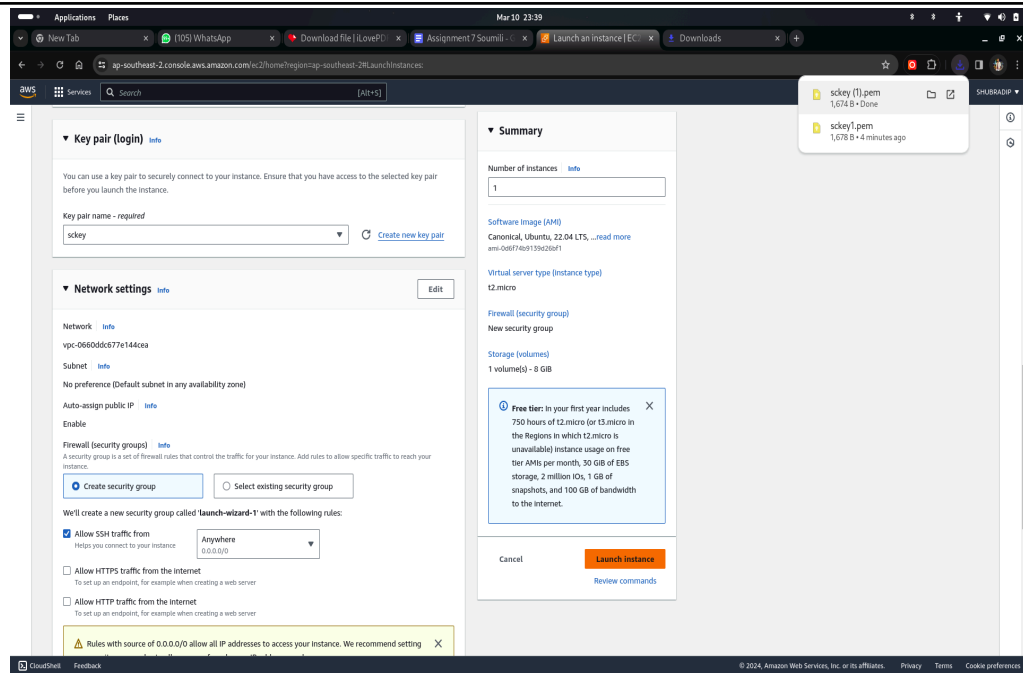 Applications Places
Mar 10 23:39
New Tab
(105) WhatsApp
Download file | iLovePD
Assignment 7 Soumili - G
Launch an instance | EC2
Downloads
ap-southeast-2.console.aws.amazon.com/ec2/home?region=ap-southeast-2#LaunchInstances:
aws
Services
Search
[Alt+S]
SHUBRADIP
sckey (1).pem
1,674 B • Done
sckey1.pem
1,678 B • 4 minutes ago
Key pair (login) Info
You can use a key pair to securely connect to your instance. Ensure that you have access to the selected key pair
before you launch the instance.
Key pair name - required
sckey
Create new key pair
Network settings Info
Edit
Network Info
vpc-0660ddc677e144cea
Subnet Info
No preference (Default subnet in any availability zone)
Auto-assign public IP Info
Enable
Firewall (security groups) Info
A security group is a set of firewall rules that control the traffic for your instance. Add rules to allow specific traffic to reach your
instance.
Create security group
Select existing security group
We'll create a new security group called 'launch-wizard-1' with the following rules:
Allow SSH traffic from
Helps you connect to your instance
Anywhere
0.0.0.0/0
Allow HTTPS traffic from the internet
To set up an endpoint, for example when creating a web server
Allow HTTP traffic from the internet
To set up an endpoint, for example when creating a web server
Rules with source of 0.0.0.0/0 allow all IP addresses to access your instance. We recommend setting
Summary
Number of instances Info
1
Software Image (AMI)
Canonical, Ubuntu, 22.04 LTS, ...read more
ami-0d6f74b9139d26bf1
Virtual server type (instance type)
t2.micro
Firewall (security group)
New security group
Storage (volumes)
1 volume(s) - 8 GiB
Free tier: In your first year includes
750 hours of t2.micro (or t3.micro in
the Regions in which t2.micro is
unavailable) instance usage on free
tier AMIs per month, 30 GiB of EBS
storage, 2 million IOs, 1 GB of
snapshots, and 100 GB of bandwidth
to the internet.
Cancel
Launch instance
Review commands
CloudShell Feedback
© 2024, Amazon Web Services, Inc. or its affiliates. Privacy Terms Cookie preferences